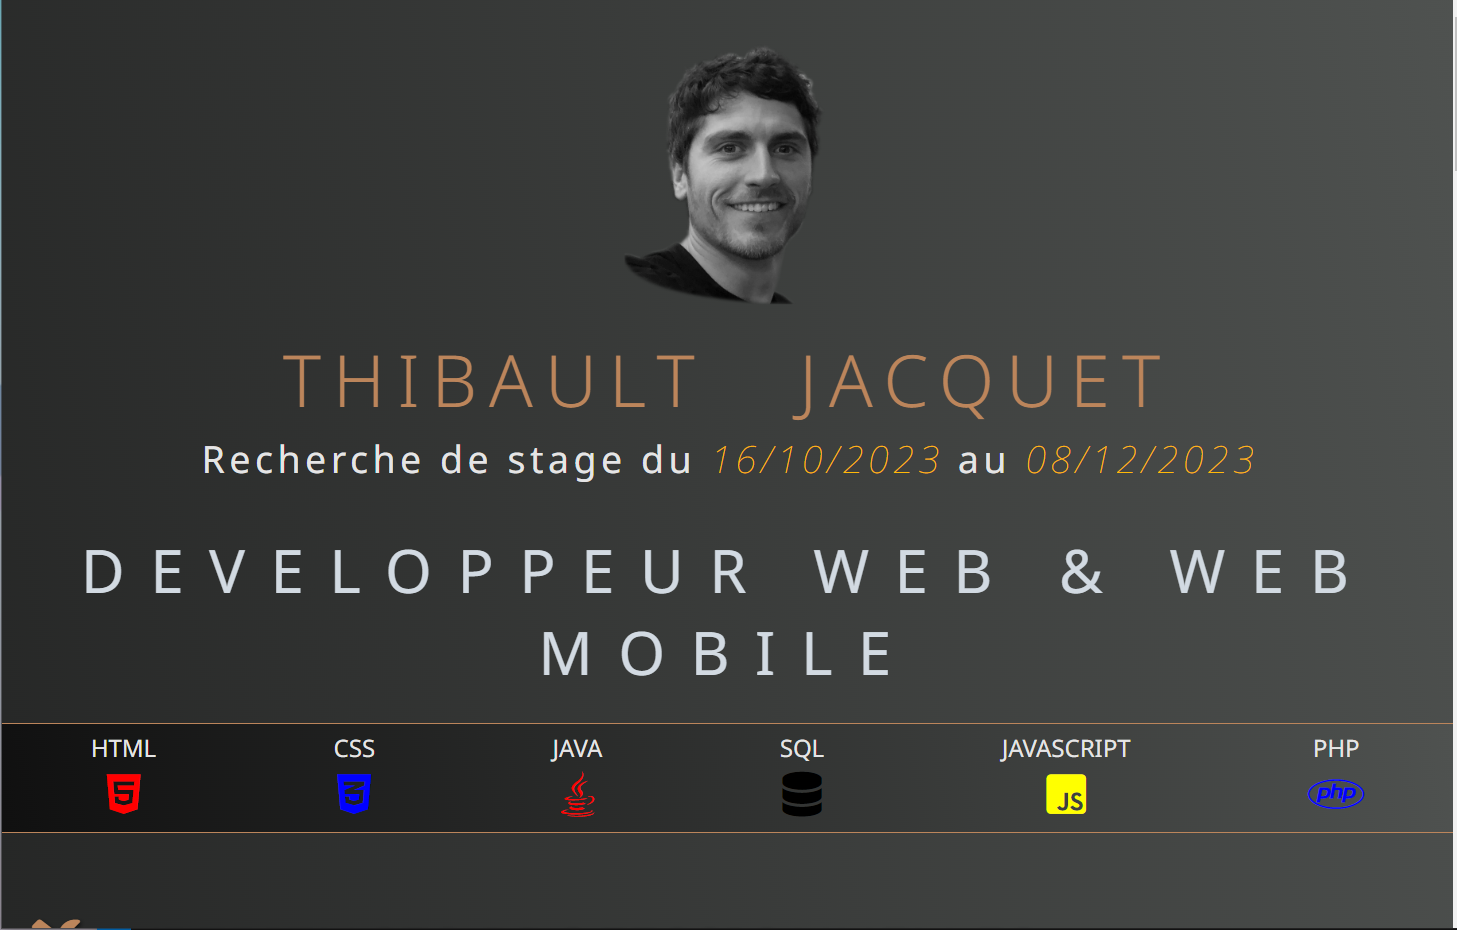 THIBAULT JACQUET
Recherche de stage du 16/10/2023 au 08/12/2023
DEVELOPPEUR WEB & WEB
MOBILE
HTML CSS JAVA SQL JAVASCRIPT PHP
5 3 JS php